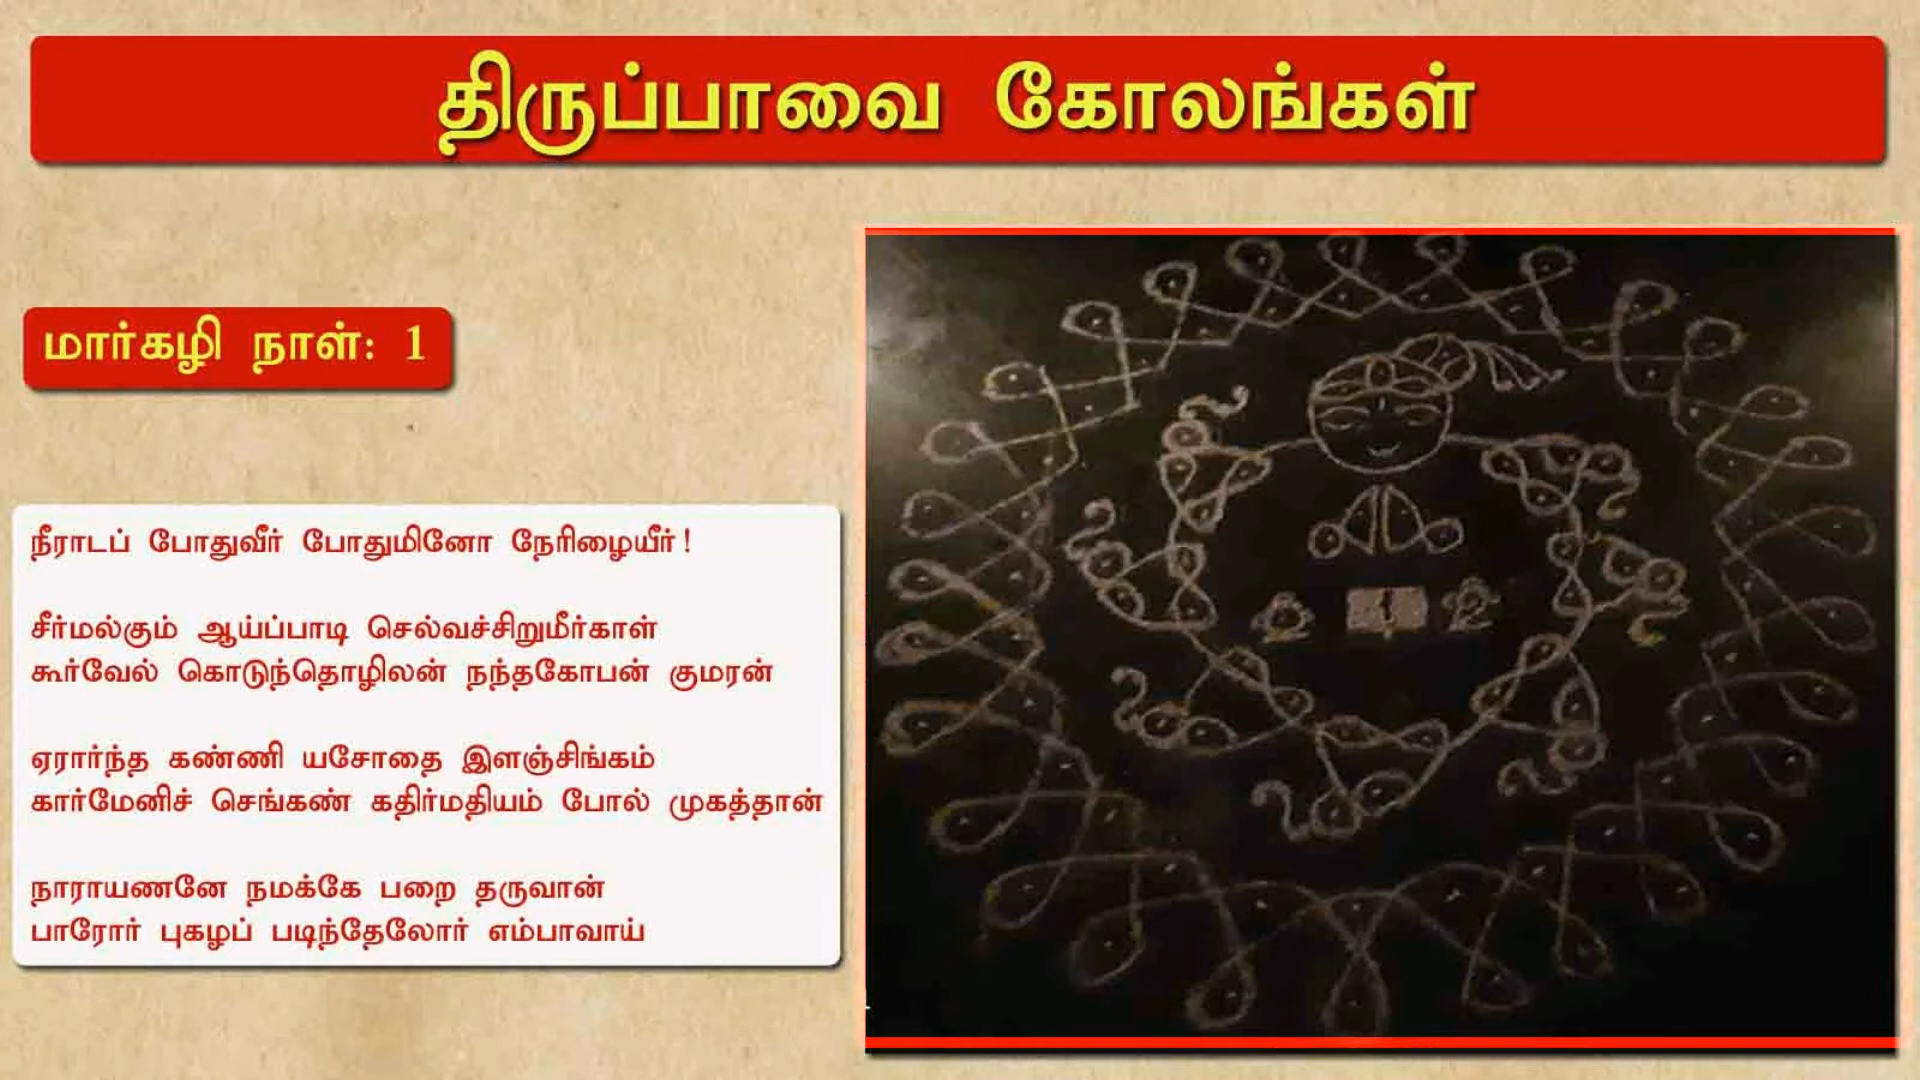 திருப்பாவை கோலங்கள்
மார்கழி நாள்: 1
நீராடப் போதுவீர் போதுமினோ நேரிழையீர்!
சீர்மல்கும் ஆய்ப்பாடி செல்வச்சிறுமீர்காள்
கூர்வேல் கொடுந்தொழிலன் நந்தகோபன் குமரன்
ஏரார்ந்த கண்ணி யசோதை இளஞ்சிங்கம்
கார்மேனிச் செங்கண் கதிர்மதியம் போல் முகத்தான்
நாராயணனே நமக்கே பறை தருவான்
பாரோர் புகழப் படிந்தேலோர் எம்பாவாய்